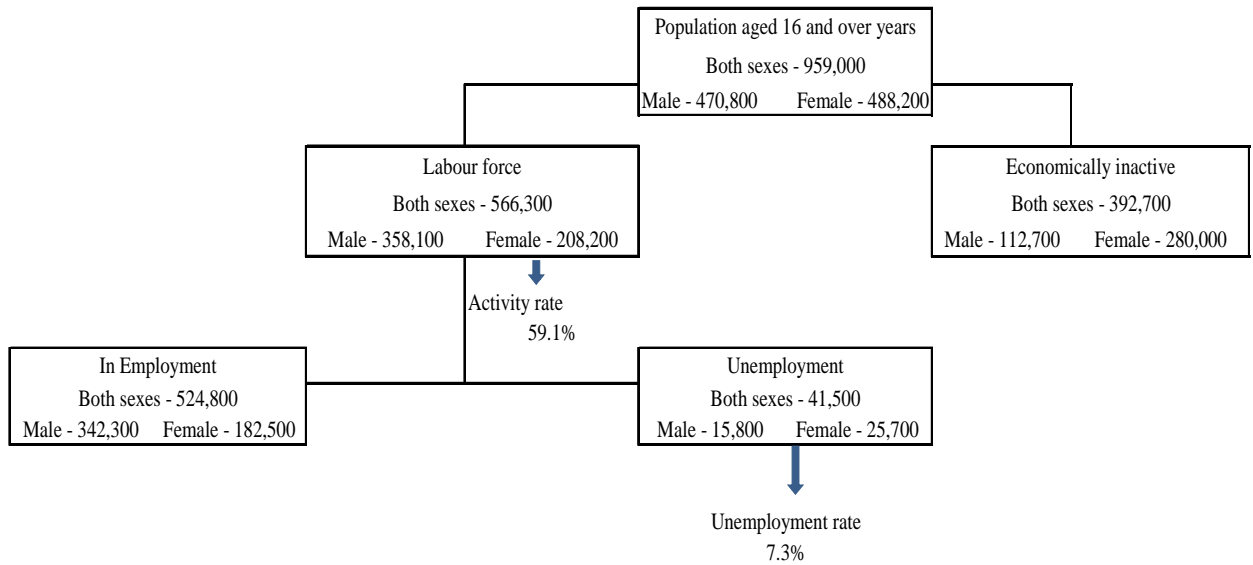 Population aged 16 and over years
Both sexes - 959,000
Male - 470,800 Female - 488,200
Labour force
Both sexes - 566,300
Male - 358,100 Female - 208,200
Economically inactive
Both sexes - 392,700
Male - 112,700 Female - 280,000
Activity rate
59.1%
In Employment
Both sexes - 524,800
Male - 342,300 Female - 182,500
Unemployment
Both sexes - 41,500
Male - 15,800 Female - 25,700
Unemployment rate
7.3%